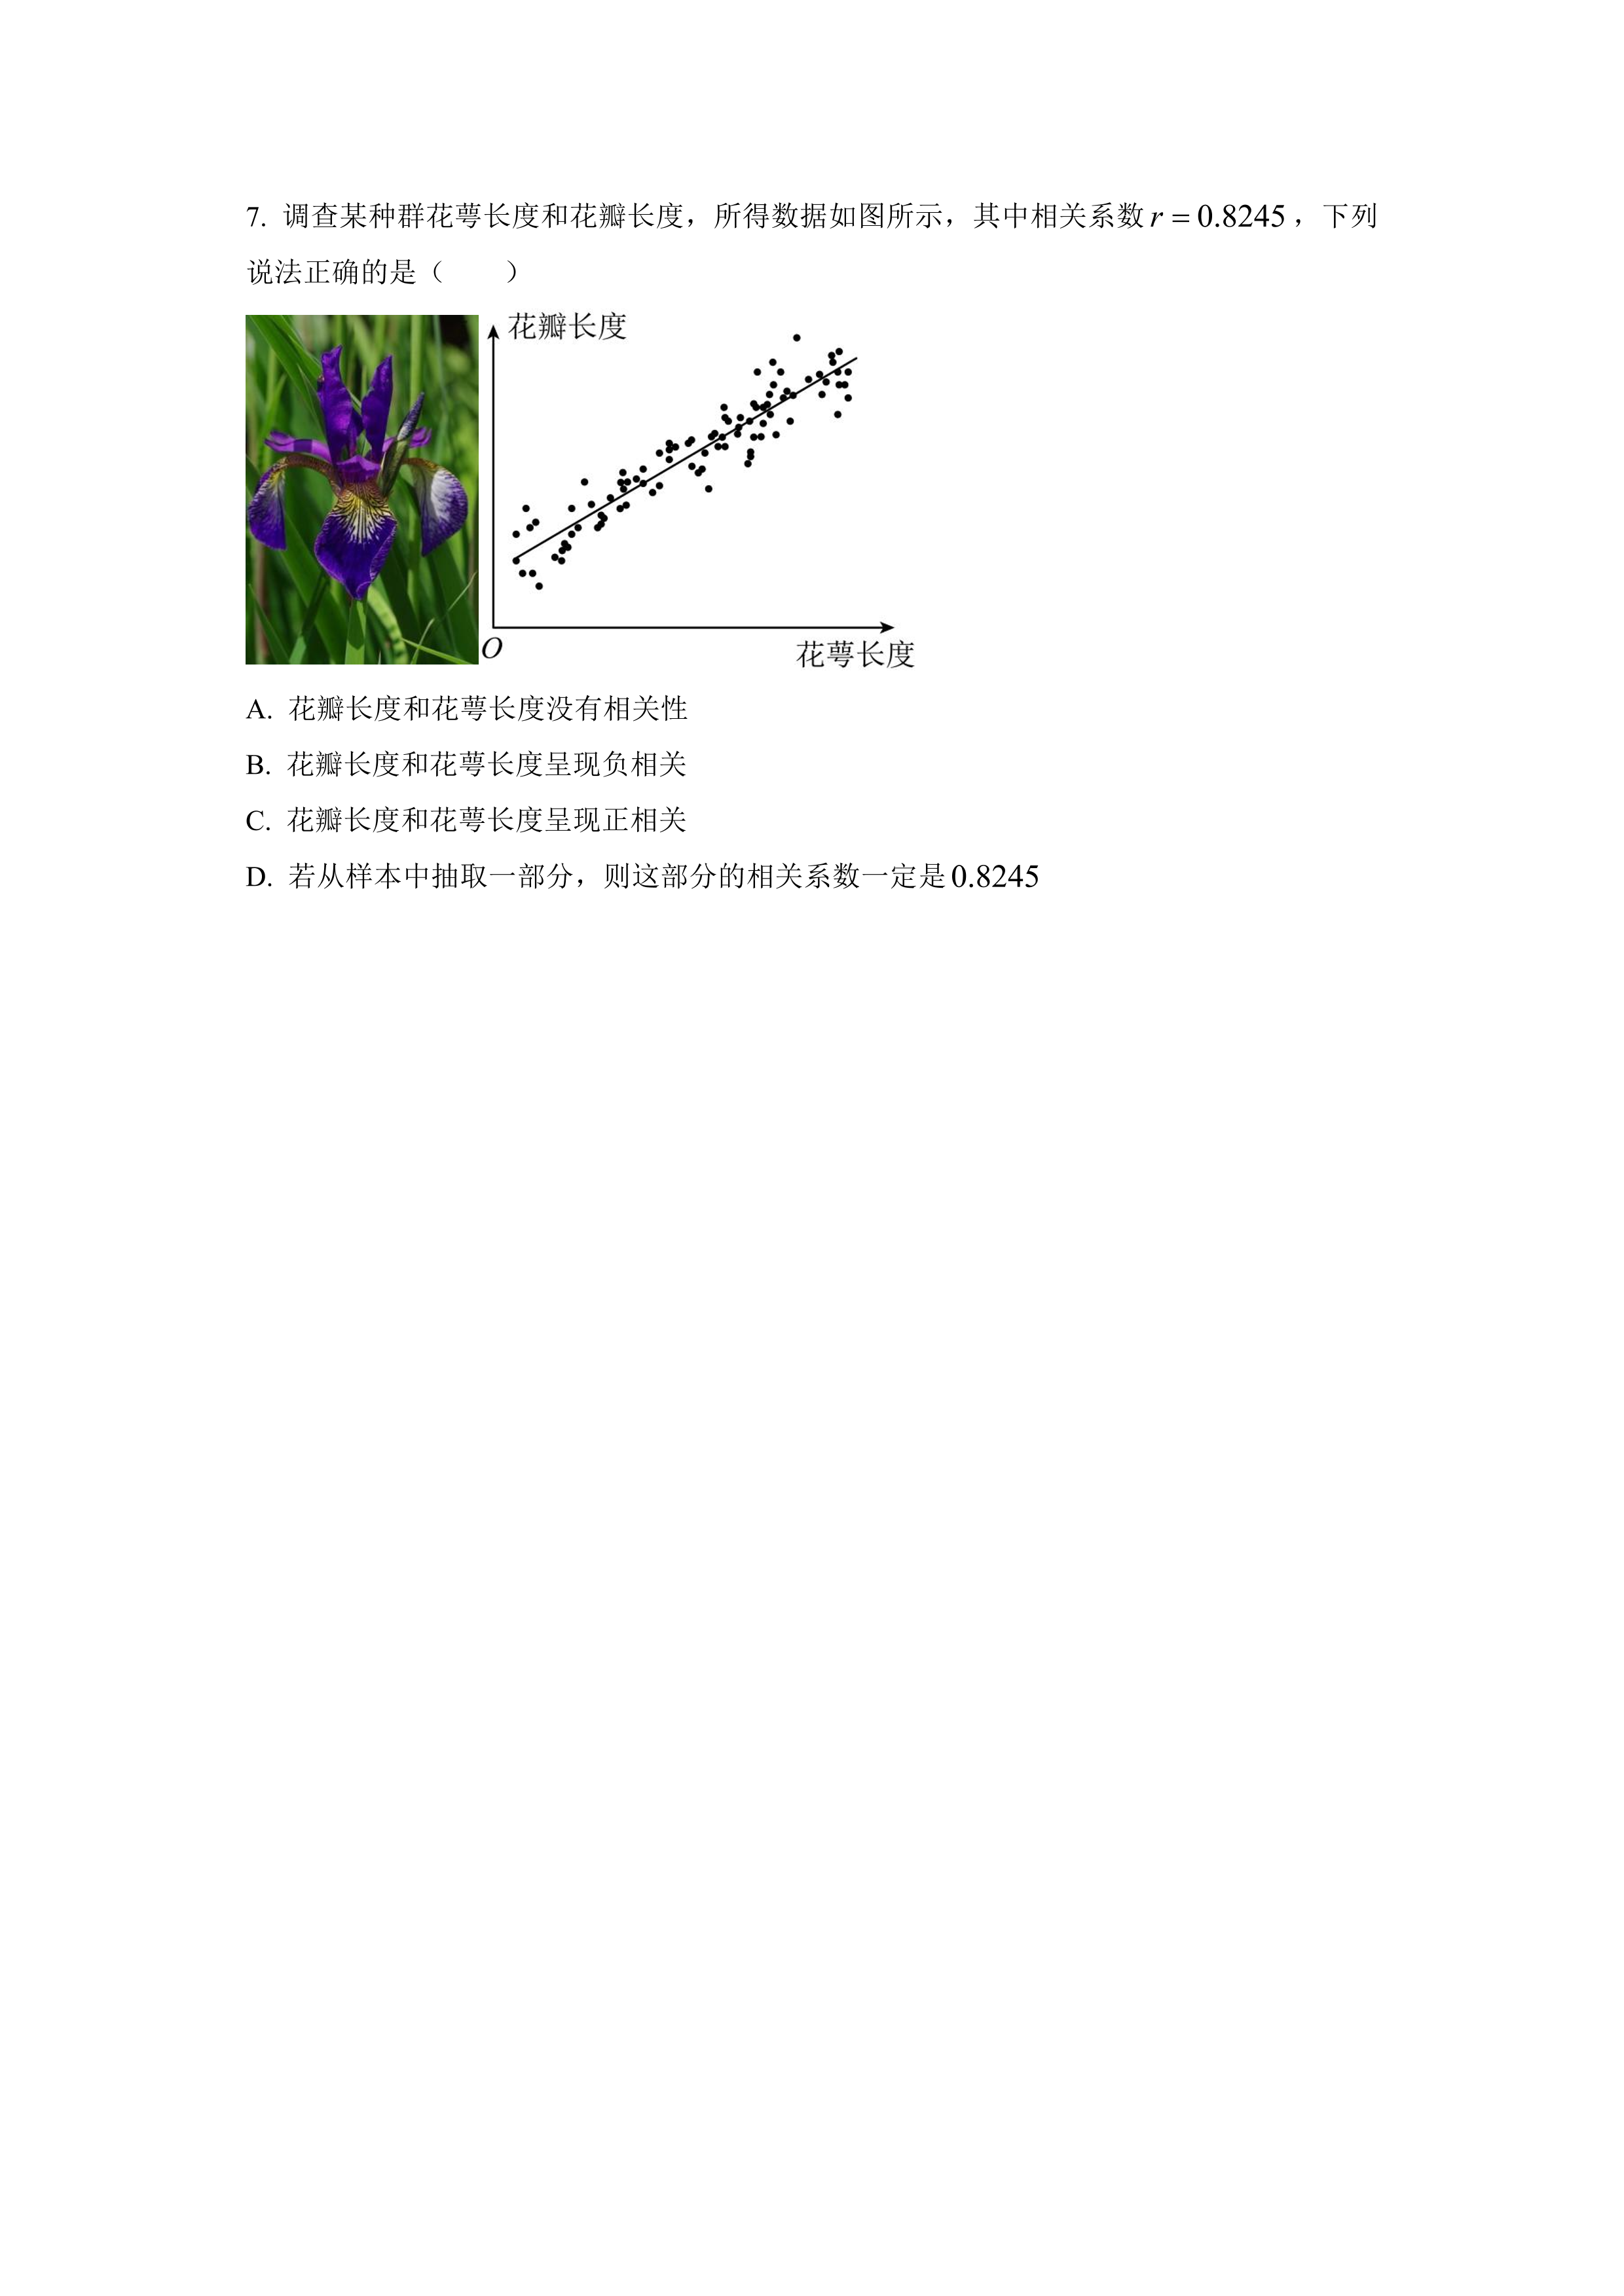 7. 调查某种群花萼长度和花瓣长度，所得数据如图所示，其中相关系数 r = 0.8245，下列
说法正确的是（　　）
花瓣长度
O
花萼长度
A. 花瓣长度和花萼长度没有相关性
B. 花瓣长度和花萼长度呈现负相关
C. 花瓣长度和花萼长度呈现正相关
D. 若从样本中抽取一部分，则这部分的相关系数一定是 0.8245